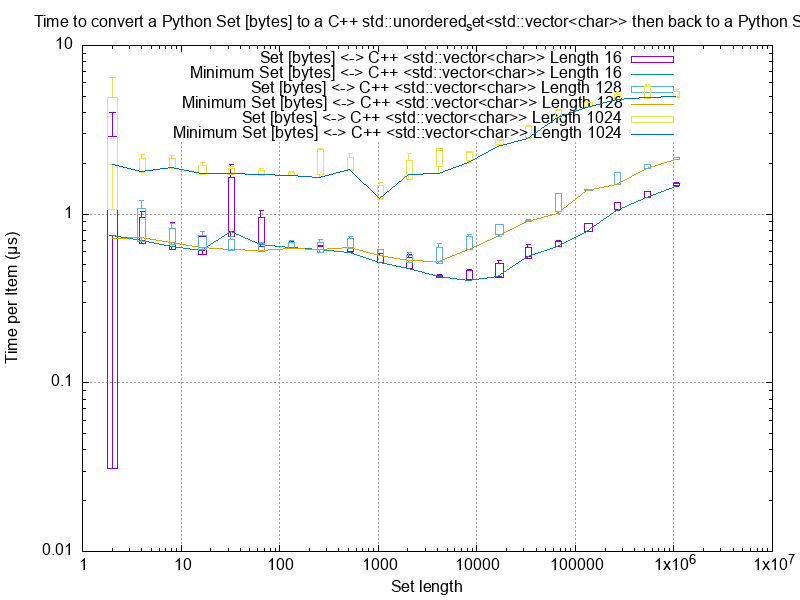 Time to convert a Python Set [bytes] to a C++ std::unordered_set<std::vector<char>> then back to a Python S
10
Set [bytes] <-> C++ <std::vector<char>> Length 16
Minimum Set [bytes] <-> C++ <std::vector<char>> Length 16
Set [bytes] <-> C++ <std::vector<char>> Length 128
Minimum Set [bytes] <-> C++ <std::vector<char>> Length 128
Set [bytes] <-> C++ <std::vector<char>> Length 1024
Minimum Set [bytes] <-> C++ <std::vector<char>> Length 1024
1
Time per Item (µs)
0.1
0.01
1 10 100 1000 10000 100000 1x10^6 1x10^7
Set length